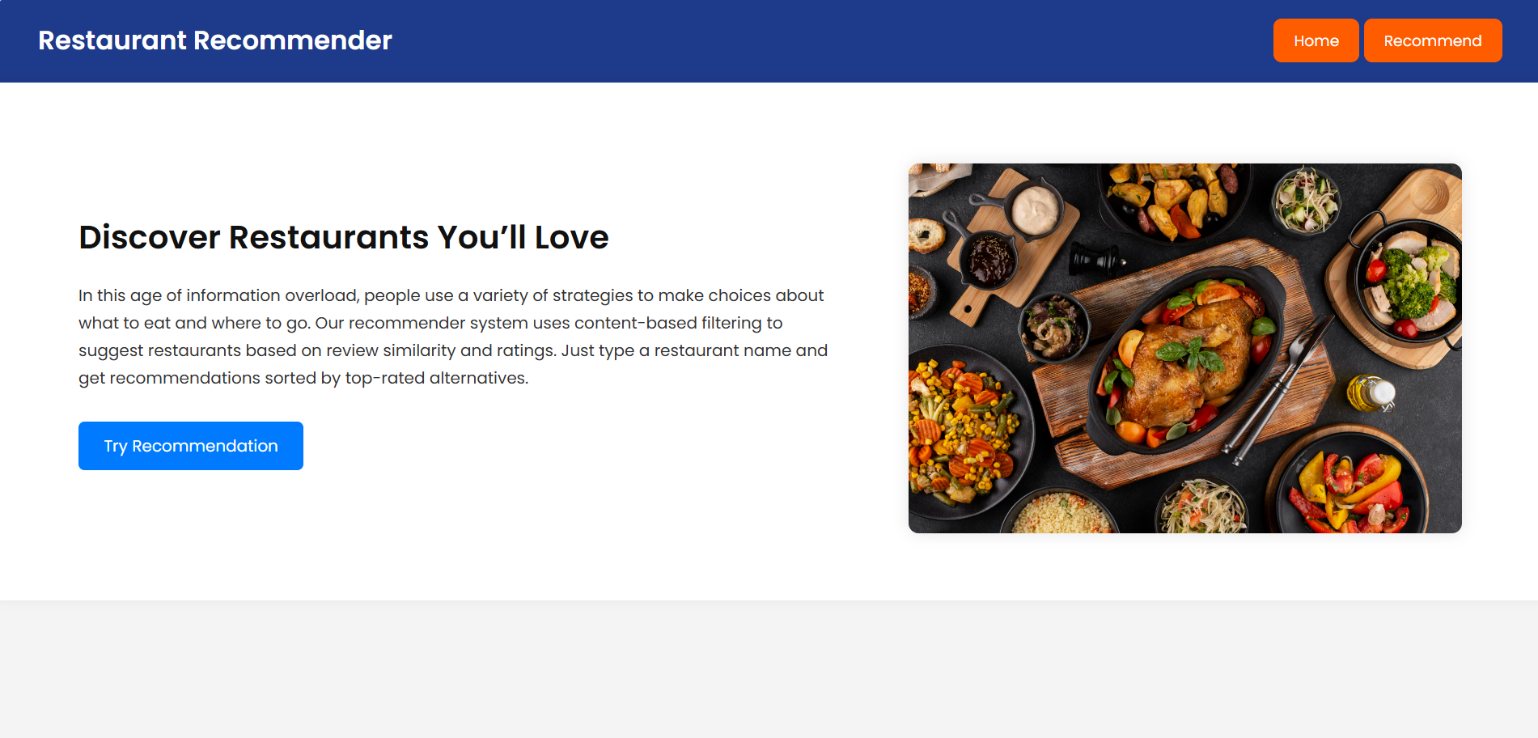 Restaurant Recommender
Home
Recommend
Discover Restaurants You’ll Love
In this age of information overload, people use a variety of strategies to make choices about
what to eat and where to go. Our recommender system uses content-based filtering to
suggest restaurants based on review similarity and ratings. Just type a restaurant name and
get recommendations sorted by top-rated alternatives.
Try Recommendation